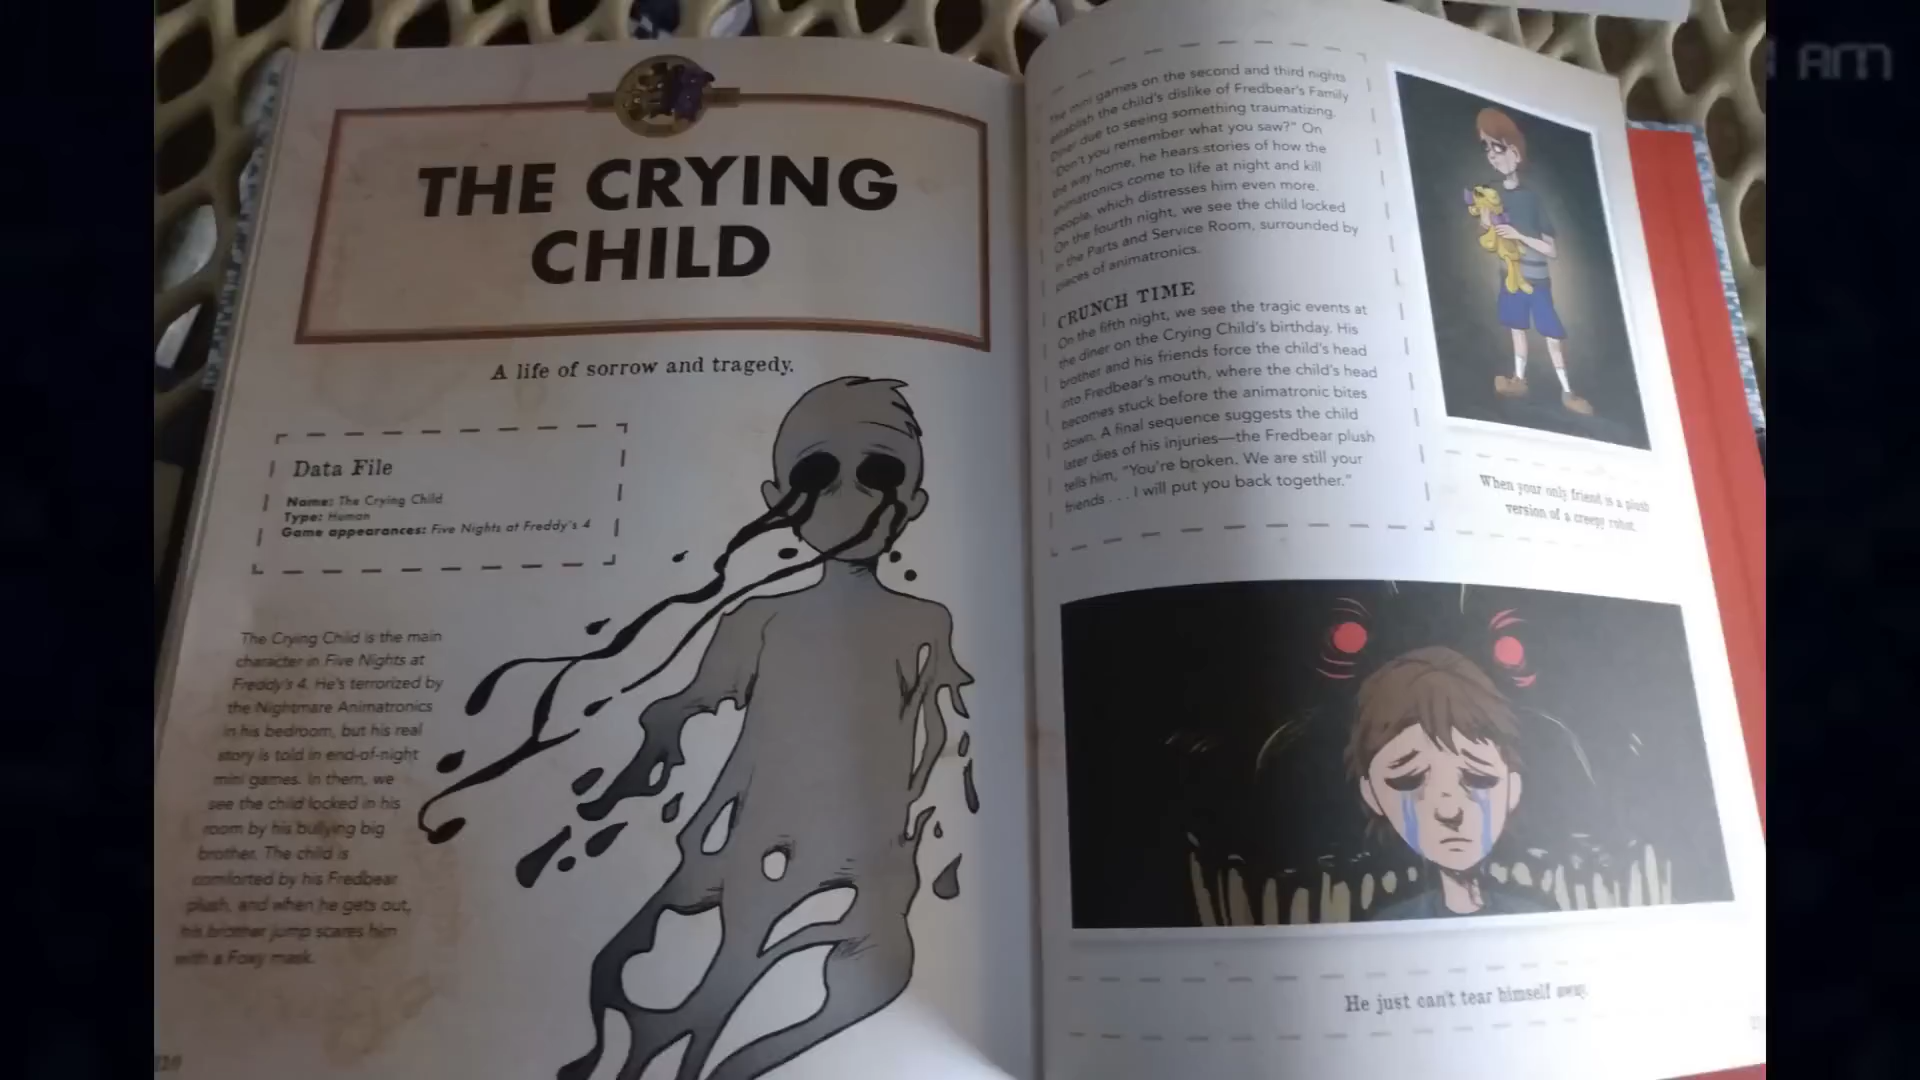 THE CRYING
CHILD
A life of sorrow and tragedy.
Data File
Name: The Crying Child
Type: Human
Game appearances: Five Nights at Freddy's 4
The Crying Child is the main
character in Five Nights at
Freddy's 4. He's terrorized by
the Nightmare Animatronics
in his bedroom, but his real
story is told in end-of-night
mini games. In them, we
see the child locked in his
room by his bullying big
brother. The child is
comforted by his Fredbear
plush, and when he gets out,
his brother jump scares him
with a Foxy mask.
The mini games on the second and third nights
establish the child's dislike of Fredbear's Family
Diner due to seeing something traumatizing.
"Don't you remember what you saw?" On
the way home, he hears stories of how the
animatronics come to life at night and kill
people, which distresses him even more.
On the fourth night, we see the child locked
in the Parts and Service Room, surrounded by
pieces of animatronics.
CRUNCH TIME
On the fifth night, we see the tragic events at
the diner on the Crying Child's birthday. His
brother and his friends force the child's head
into Fredbear's mouth, where the child's head
becomes stuck before the animatronic bites
down. A final sequence suggests the child
later dies of his injuries—the Fredbear plush
tells him, "You're broken. We are still your
friends . . . I will put you back together."
When your only friend is a plush
version of a creepy robot.
He just can't tear himself away.
AM